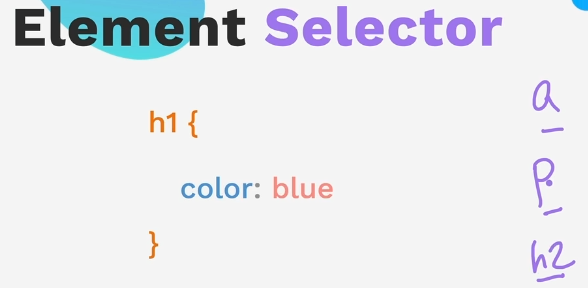 Element Selector
h1 {
color: blue
}
a
p
h2